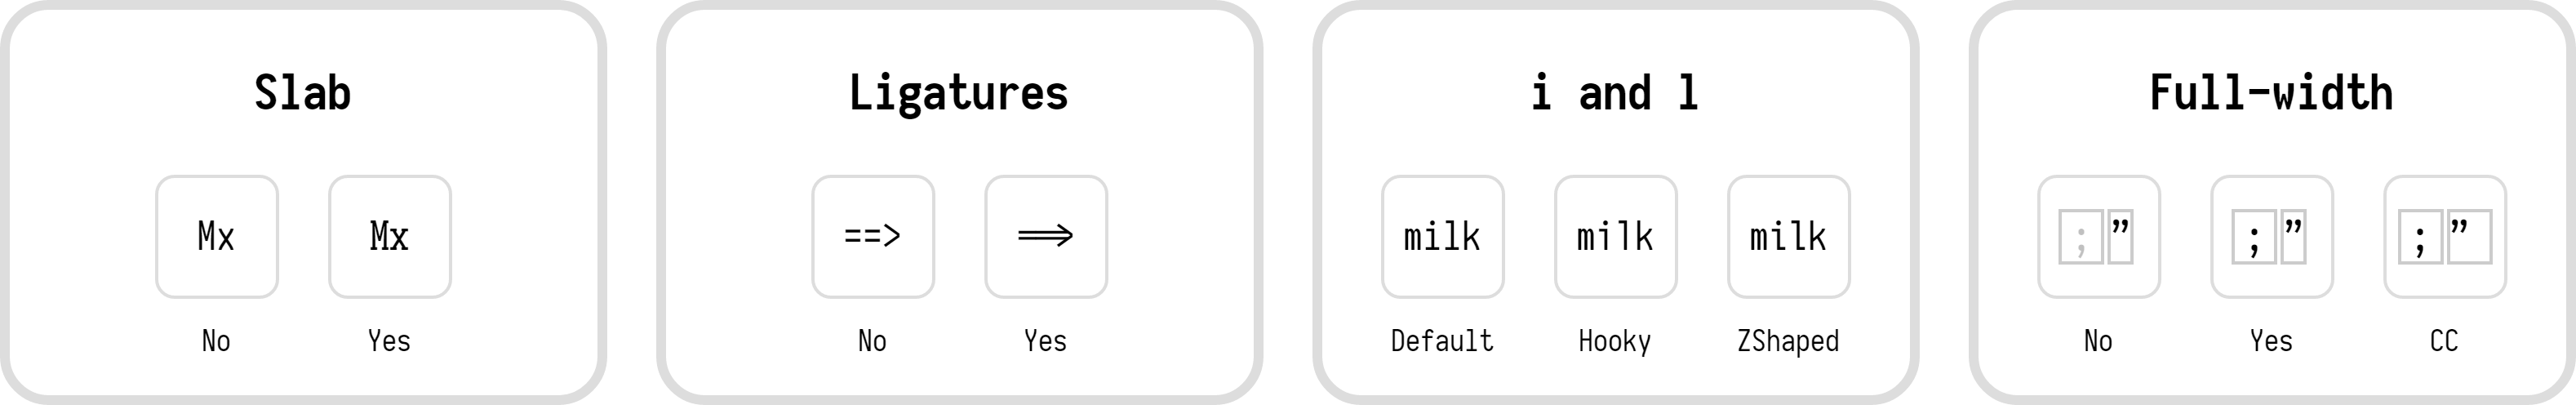 Slab
Mx Mx
No Yes
Ligatures
==> ⟹
No Yes
i and l
milk milk milk
Default Hooky ZShaped
Full-width
;” ;” ;”
No Yes CC